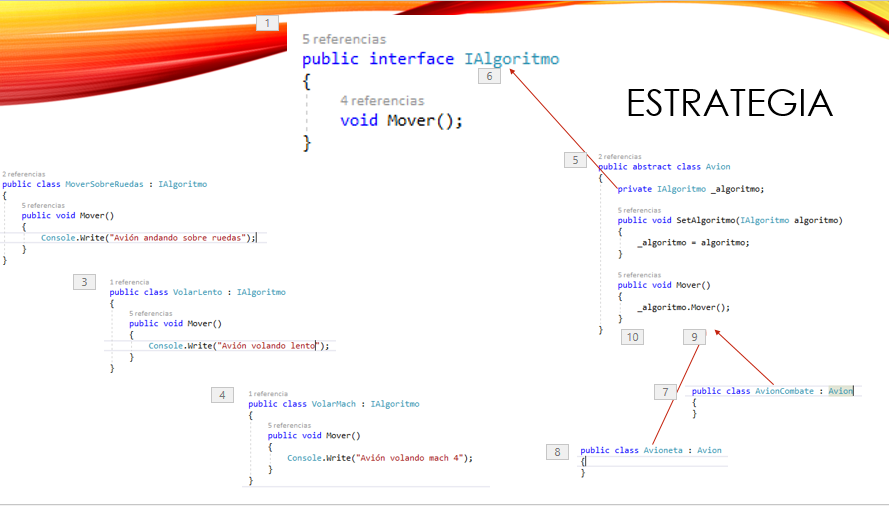 1
5 referencias
public interface IAlgoritmo
{
6
4 referencias
void Mover();
}
ESTRATEGIA
2 referencias
public class MoverSobreRuedas : IAlgoritmo
{
5 referencias
public void Mover()
{
Console.Write("Avión andando sobre ruedas");
}
}
3
1 referencia
public class VolarLento : IAlgoritmo
{
5 referencias
public void Mover()
{
Console.Write("Avión volando lento");
}
}
4
1 referencia
public class VolarMach : IAlgoritmo
{
5 referencias
public void Mover()
{
Console.Write("Avión volando mach 4");
}
}
5
2 referencias
public abstract class Avion
{
private IAlgoritmo _algoritmo;
5 referencias
public void SetAlgoritmo(IAlgoritmo algoritmo)
{
_algoritmo = algoritmo;
}
5 referencias
public void Mover()
{
_algoritmo.Mover();
}
}
10
9
7
public class AvionCombate : Avion
{
}
8
public class Avioneta : Avion
{
}